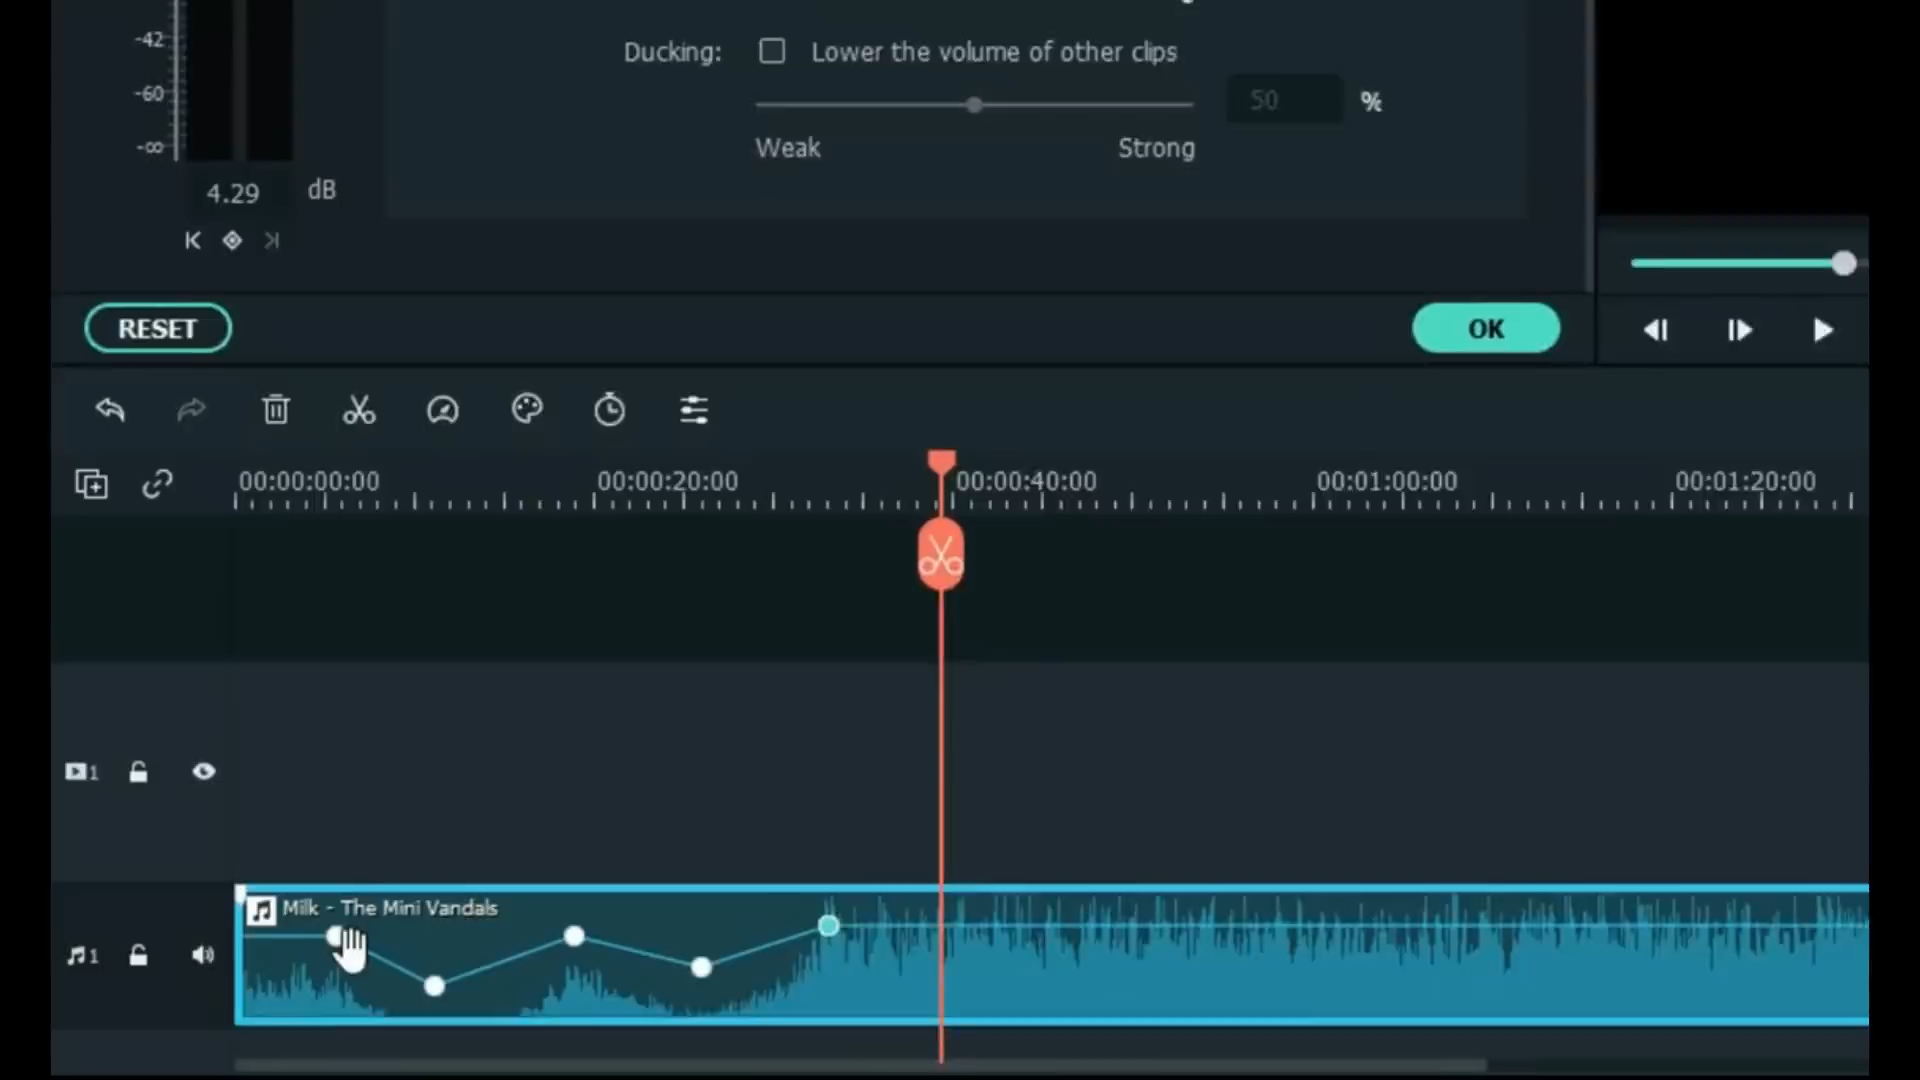 -42
Ducking: Lower the volume of other clips
-60
50 %
-∞
Weak Strong
4.29 dB
RESET OK
00:00:00:00 00:00:20:00 00:00:40:00 00:01:00:00 00:01:20:00
1
Milk - The Mini Vandals
1